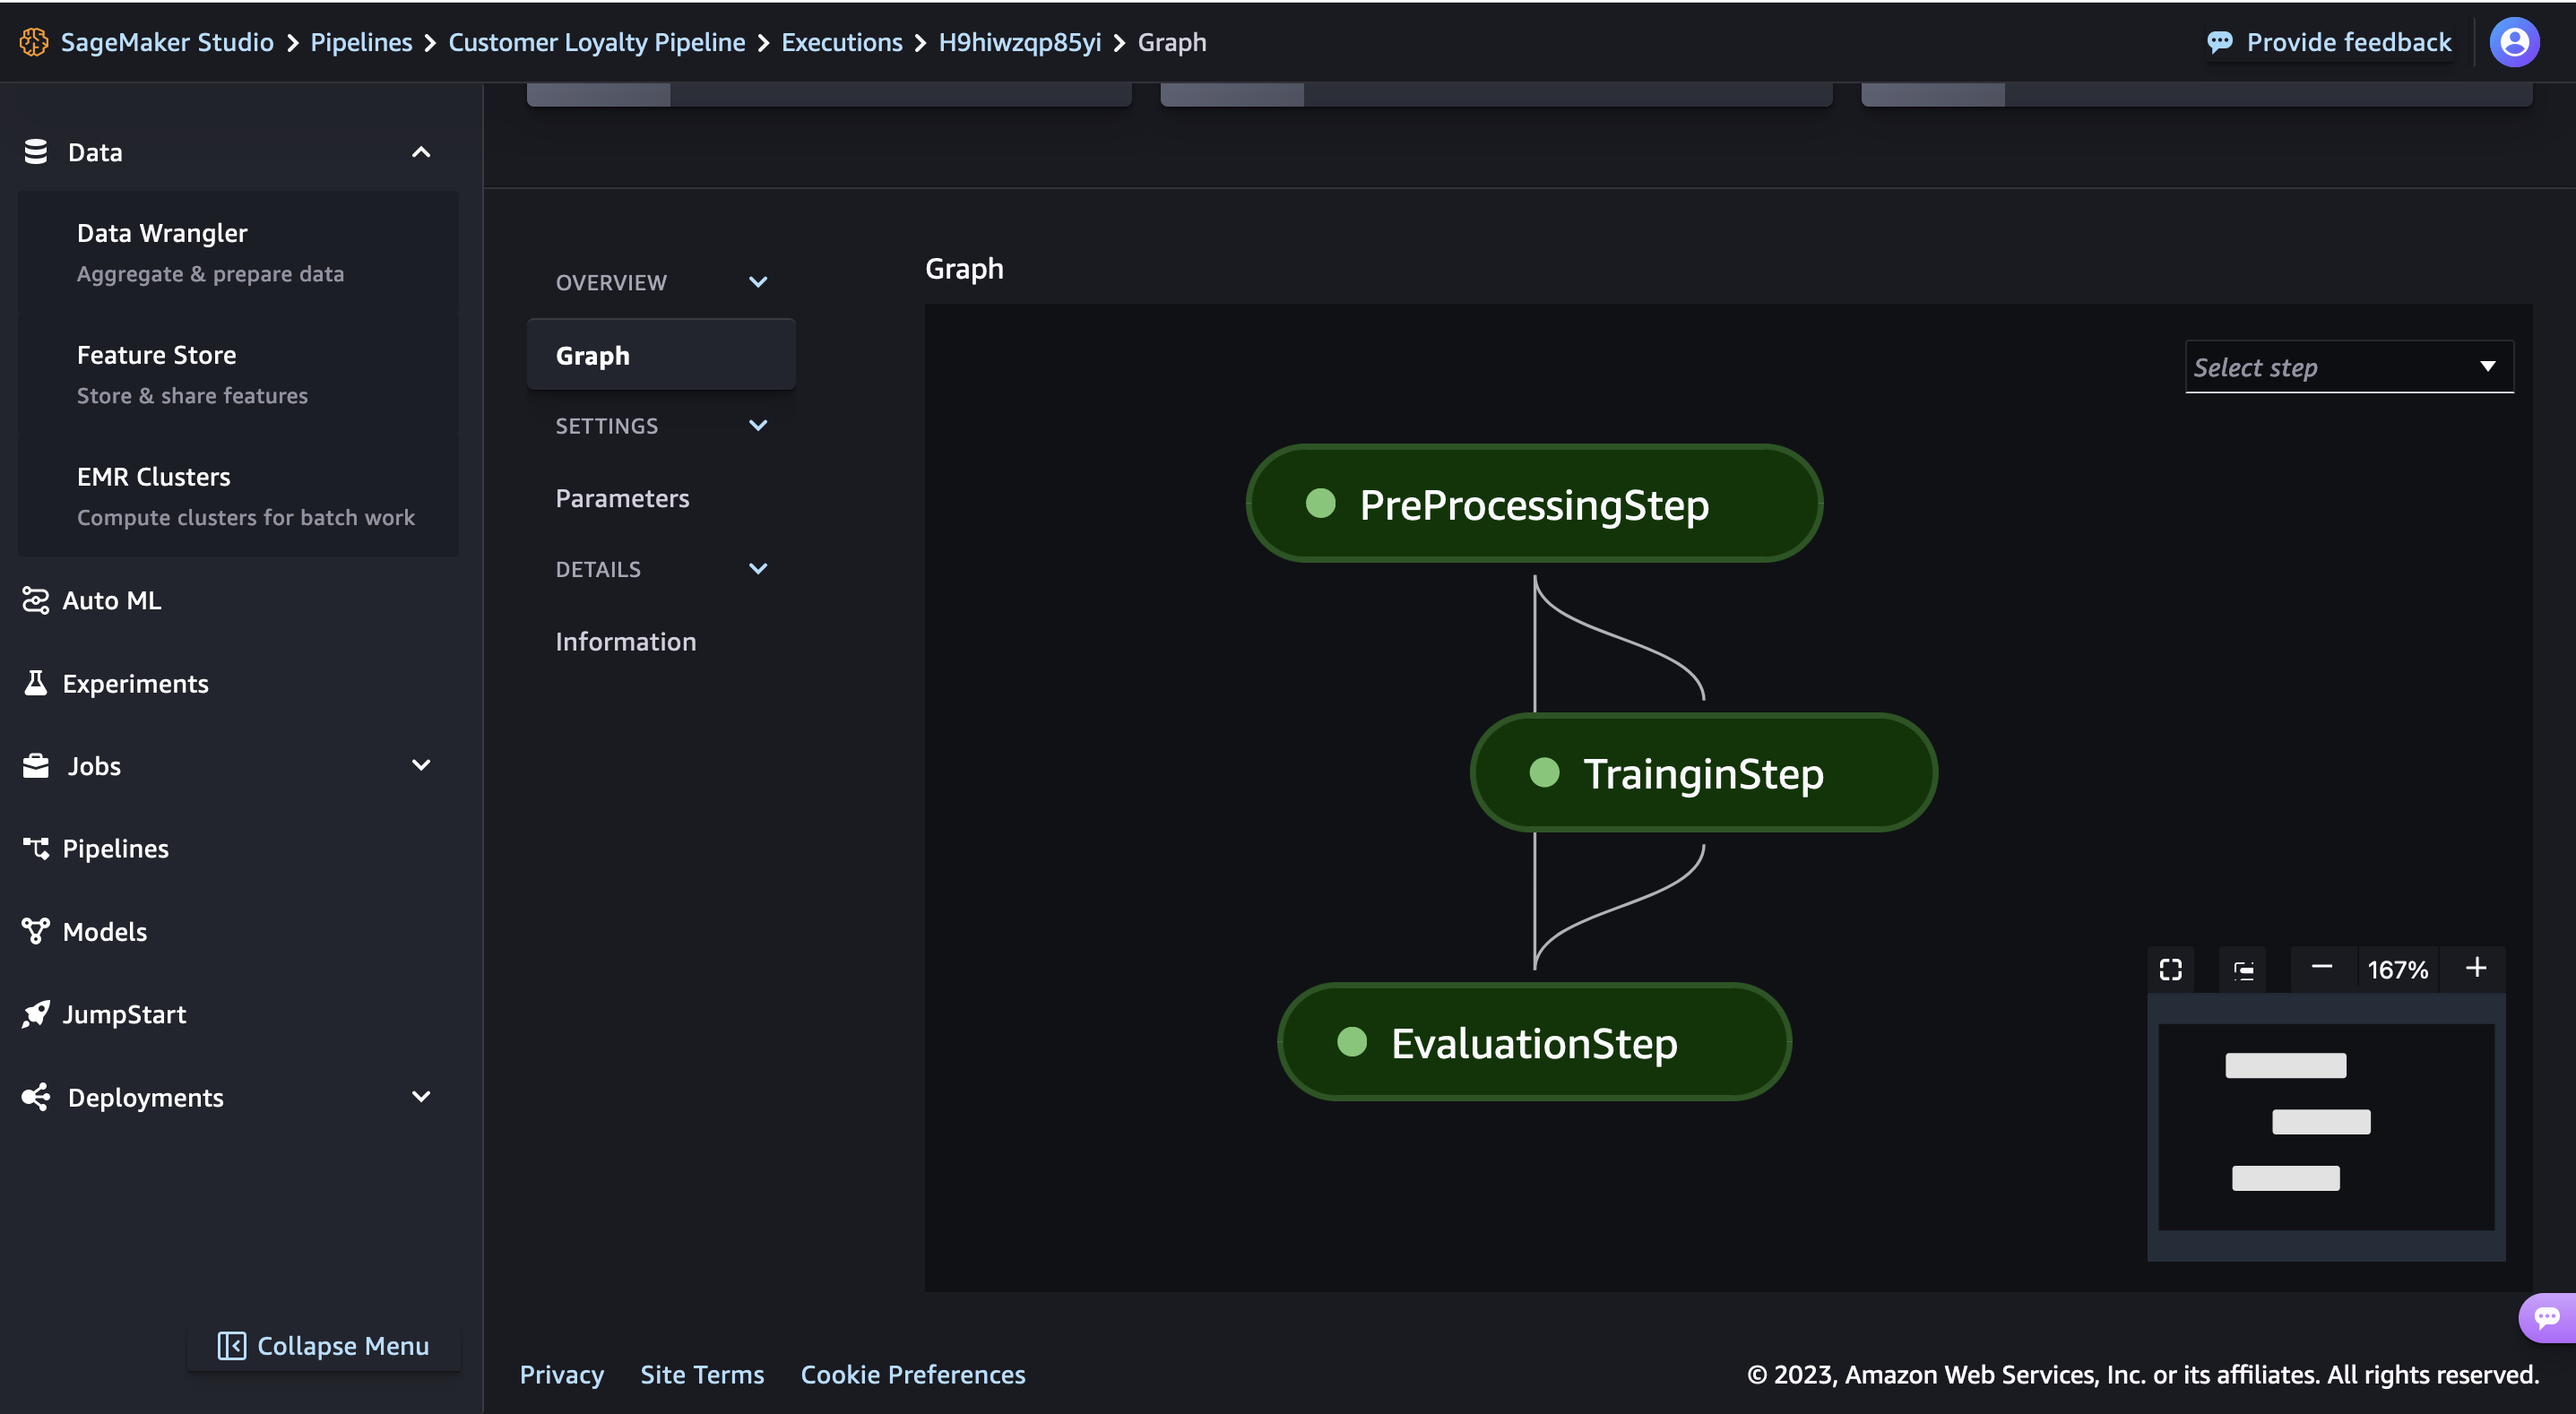 SageMaker Studio > Pipelines > Customer Loyalty Pipeline > Executions > H9hiwzqp85yi > Graph
Provide feedback
Data
Data Wrangler
Aggregate & prepare data
Feature Store
Store & share features
EMR Clusters
Compute clusters for batch work
Auto ML
Experiments
Jobs
Pipelines
Models
JumpStart
Deployments
Collapse Menu
OVERVIEW
Graph
SETTINGS
Parameters
DETAILS
Information
Graph
Select step
PreProcessingStep
TrainginStep
EvaluationStep
167%
Privacy Site Terms Cookie Preferences
© 2023, Amazon Web Services, Inc. or its affiliates. All rights reserved.